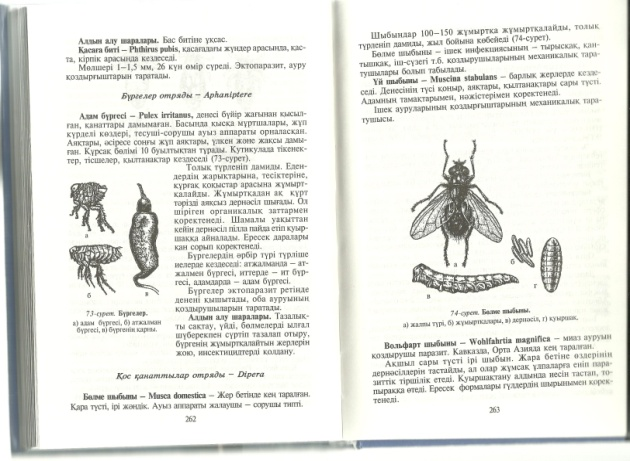 Алдын алу шаралары. Бас битіне ұқсас.
Қасаға биті – Phthirus pubis, қасағадағы жүндер арасында, қас-
та, кірпік арасында кездеседі.
Мөлшері 1–1,5 мм, 26 күн өмір сүреді. Эктопаразит, ауру
қоздырғыштарын таратады.
Бүргелер отряды – Aphaniptere
Адам бүргесі – Pulex irritanus, денесі бүйір жағынан қысыл-
ған, қанаттары дамымаған. Басында қысқа мұртшалары, жұп
күрделі көздері, тесуші-сорушы ауыз аппараты орналасқан.
Аяқтары, әсіресе соңғы жұп аяқтары, үлкен және жақсы дамы-
ған. Құрсақ бөлімі 10 буылтықтан тұрады. Кутикулада тікенек-
тер, тісшелер, қылтанақтар кездеседі (73-сурет).
Толық түрленіп дамиды. Еден-
дердің жарықтарына, тесіктеріне,
құрғақ қоқыстар арасына жұмырт-
қалайды. Жұмыртқадан ақ құрт
тәрізді аяқсыз дернәсіл шығады. Ол
шіріген органикалық заттармен
қоректенеді. Шамалы уақыттан
кейін дернәсіл пілла пайда етіп қуыр-
шаққа айналады. Ересек даралары
қан сорып қоректенеді.
Бүргелердің әрбір түрі түрліше
иелерде кездеседі: атжалманда – ат-
жалмен бүргесі, иттерде – ит бүр-
гесі, адамдарда – адам бүргесі.
Бүргелер эктопаразит ретінде
денені қышытады, оба ауруының
қоздырушыларын таратады.
Алдын алу шаралары. Тазалық-
ты сақтау, үйді, бөлмелерді ылғал
шүберекпен сүртіп тазалап отыру,
бүргенің жұмыртқалайтын жерлерін
жою, инсектицидтерді қолдану.
а
б
в
73-сурет. Бүргелер.
а) адам бүргесі, б) атжалман
бүргесі, в) бүргенің қарны.
Қос қанаттылар отряды – Dipera
Бөлме шыбыны – Musca domestica – Жер бетінде кең таралған.
Қара түсті, ірі жәндік. Ауыз аппараты жалаушы – сорушы типті.
262
Шыбындар 100–150 жұмыртқа жұмыртқалайды, толық
түрленіп дамиды, жыл бойына көбейеді (74-сурет).
Бөлме шыбыны – ішек инфекциясының – тырысқақ, қан-
тышқақ, іш-сүзегі т.б. қоздырушыларының механикалық тара-
тушылары болып табылады.
Үй шыбыны – Muscina stabulans – барлық жерлерде кезде-
седі. Денесінің түсі қоңыр, аяқтары, қылтанақтары сары түсті.
Адамның тамақтарымен, нәжістерімен қоректенеді.
Ішек ауруларының қоздырғыштарының механикалық тара-
тушысы.
а
б
в
г
74-сурет. Бөлме шыбыны.
а) жалпы түрі, б) жұмыртқалары, в) дернәсіл, г) қуыршақ.
Вольфарт шыбыны – Wohlfahrtia magnifica – миаз ауруын
қоздырушы паразит. Кавказда, Орта Азияда кең таралған.
Ақшыл сары түсті ірі шыбын. Жара бетіне өздерінің
дернәсілдерін тастайды, ал олар жұмсақ ұлпаларға еніп пара-
зиттік тіршілік етеді. Қуыршақтану алдында иесін тастап, то-
пыраққа өтеді. Ересек формалары гүлдердің шырынымен қорек-
тенеді.
263